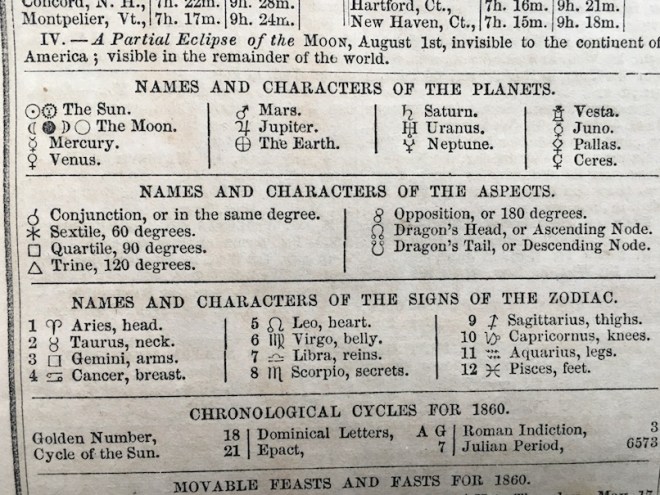 Concord, N. H., 7h. 22m. 9h. 28m. Hartford, Ct., 7h. 16m. 9h. 21m.
Montpelier, Vt., 7h. 17m. 9h. 24m. New Haven, Ct., 7h. 15m. 9h. 18m.
IV.—A Partial Eclipse of the MOON, August 1st, invisible to the continent of
America; visible in the remainder of the world.
NAMES AND CHARACTERS OF THE PLANETS.
☉ The Sun. ♂ Mars. ♄ Saturn. ⚶ Vesta.
☾ ● ☽ ○ The Moon. ♃ Jupiter. ♅ Uranus. ⚵ Juno.
☿ Mercury. ⊕ The Earth. ♆ Neptune. ⚴ Pallas.
♀ Venus. ⚳ Ceres.
NAMES AND CHARACTERS OF THE ASPECTS.
☌ Conjunction, or in the same degree. ☍ Opposition, or 180 degrees.
⚹ Sextile, 60 degrees. ☊ Dragon's Head, or Ascending Node.
□ Quartile, 90 degrees. ☋ Dragon's Tail, or Descending Node.
△ Trine, 120 degrees.
NAMES AND CHARACTERS OF THE SIGNS OF THE ZODIAC.
1 ♈ Aries, head. 5 ♌ Leo, heart. 9 ♐ Sagittarius, thighs.
2 ♉ Taurus, neck. 6 ♍ Virgo, belly. 10 ♑ Capricornus, knees.
3 ♊ Gemini, arms. 7 ♎ Libra, reins. 11 ♒ Aquarius, legs.
4 ♋ Cancer, breast. 8 ♏ Scorpio, secrets. 12 ♓ Pisces, feet.
CHRONOLOGICAL CYCLES FOR 1860.
Golden Number, 18 Dominical Letters, A G Roman Indiction, 3
Cycle of the Sun. 21 Epact, 7 Julian Period, 6573
MOVABLE FEASTS AND FASTS FOR 1860.